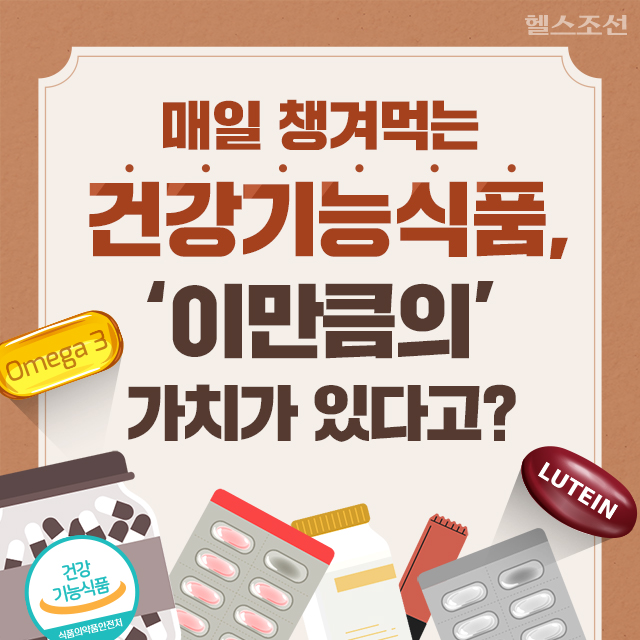 헬스조선
매일 챙겨먹는
건강기능식품,
‘이만큼의’
가치가 있다고?
Omega 3
LUTEIN
건강
기능식품
식품의약품안전처